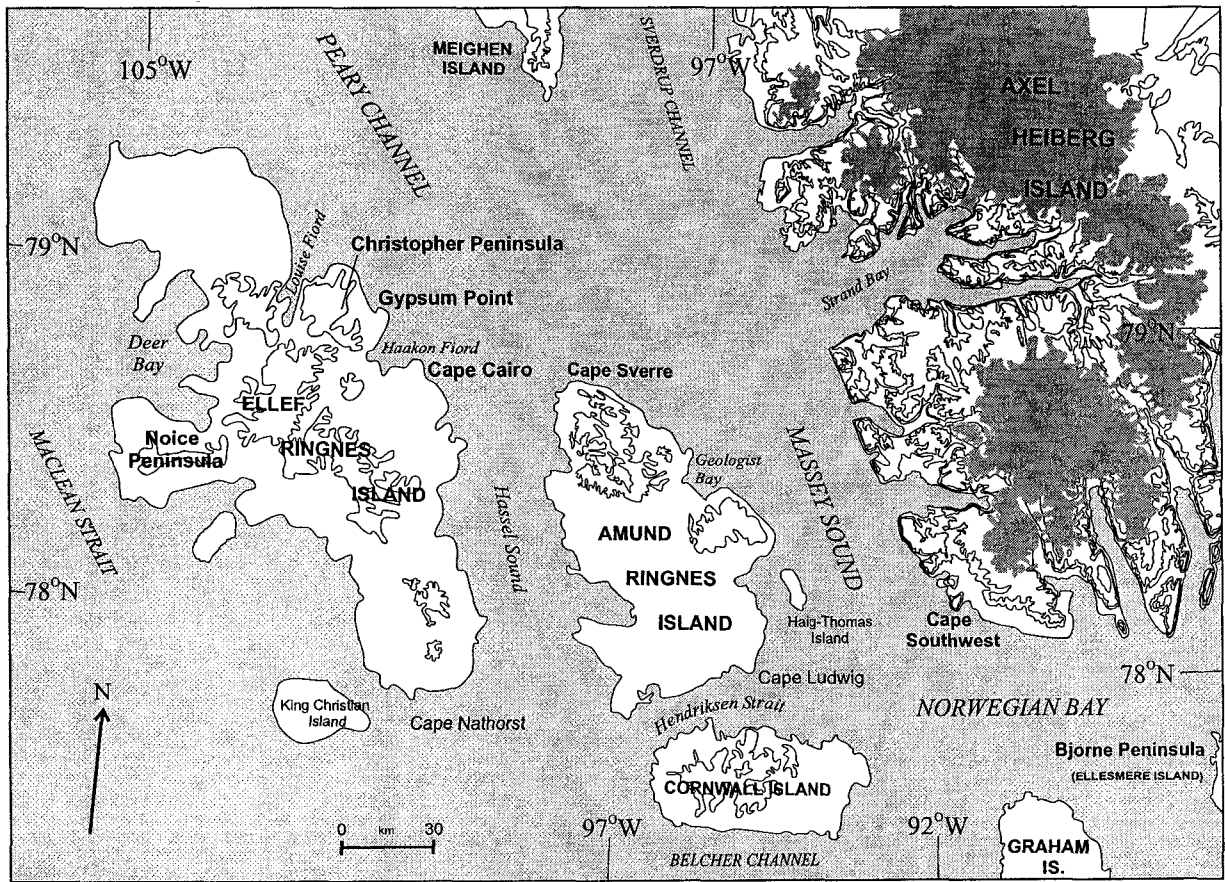 105°W
PEARY CHANNEL
MEIGHEN
ISLAND
SVERDRUP CHANNEL
97°W
AXEL
HEIBERG
ISLAND
79°N
Louise Fiord
Christopher Peninsula
Gypsum Point
Strand Bay
79°N
Deer
Bay
Haakon Fiord
Cape Cairo
Cape Sverre
ELLEF
RINGNES
ISLAND
Noice
Peninsula
MACLEAN STRAIT
Hassel Sound
Geologist
Bay
MASSEY SOUND
AMUND
RINGNES
ISLAND
78°N
Haig-Thomas
Island
Cape
Southwest
78°N
N
King Christian
Island
Cape Nathorst
Cape Ludwig
Hendriksen Strait
NORWEGIAN BAY
Bjorne Peninsula
(ELLESMERE ISLAND)
CORNWALL ISLAND
0 km 30
97°W
92°W
BELCHER CHANNEL
GRAHAM
IS.